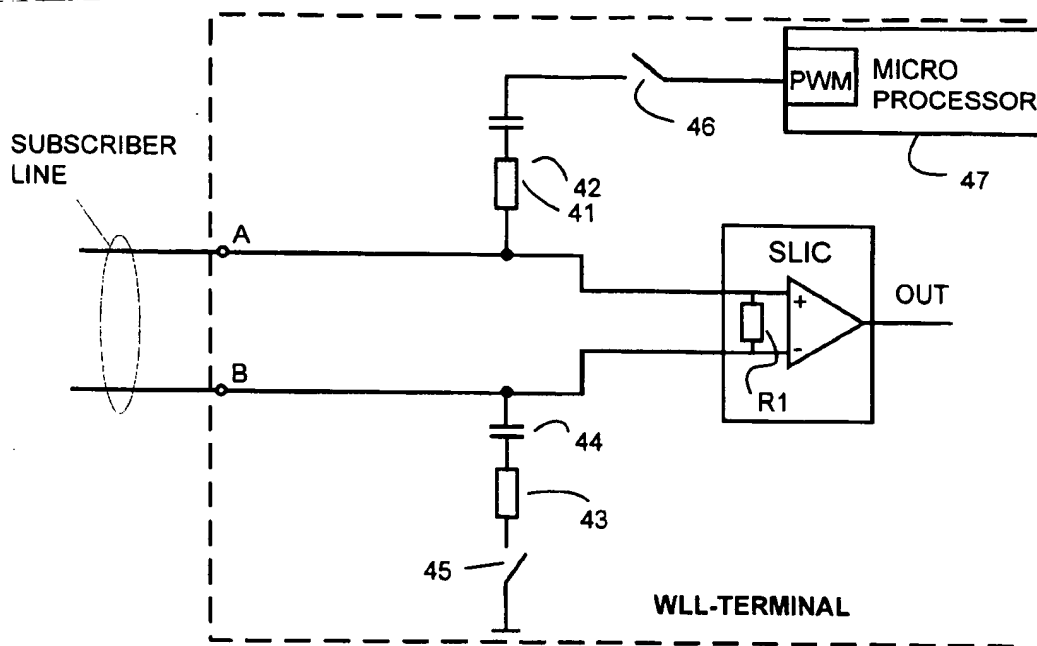 PWM
MICRO
PROCESSOR
46
47
SUBSCRIBER
LINE
42
41
A
SLIC
+
-
OUT
R1
B
44
43
45
WLL-TERMINAL